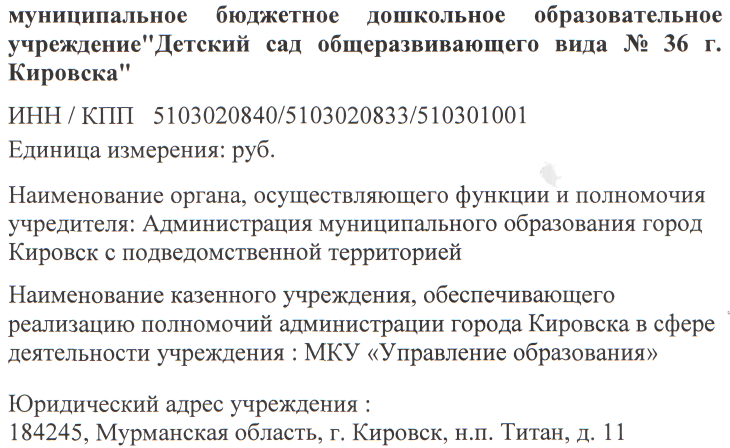 муниципальное бюджетное дошкольное образовательное
учреждение"Детский сад общеразвивающего вида № 36 г.
Кировска"
ИНН / КПП 5103020840/5103020833/510301001
Единица измерения: руб.
Наименование органа, осуществляющего функции и полномочия
учредителя: Администрация муниципального образования город
Кировск с подведомственной территорией
Наименование казенного учреждения, обеспечивающего
реализацию полномочий администрации города Кировска в сфере
деятельности учреждения : МКУ «Управление образования»
Юридический адрес учреждения :
184245, Мурманская область, г. Кировск, н.п. Титан, д. 11